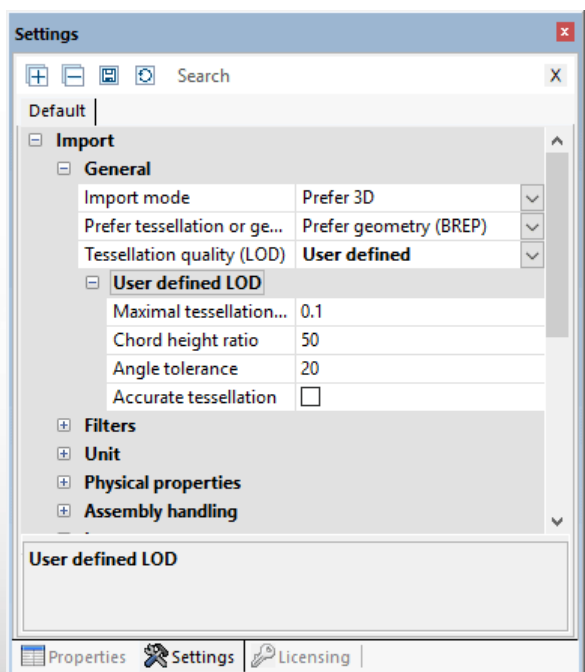 Settings
Search X
Default
Import
General
Import mode Prefer 3D
Prefer tessellation or ge... Prefer geometry (BREP)
Tessellation quality (LOD) User defined
User defined LOD
Maximal tessellation... 0.1
Chord height ratio 50
Angle tolerance 20
Accurate tessellation
Filters
Unit
Physical properties
Assembly handling
User defined LOD
Properties Settings Licensing